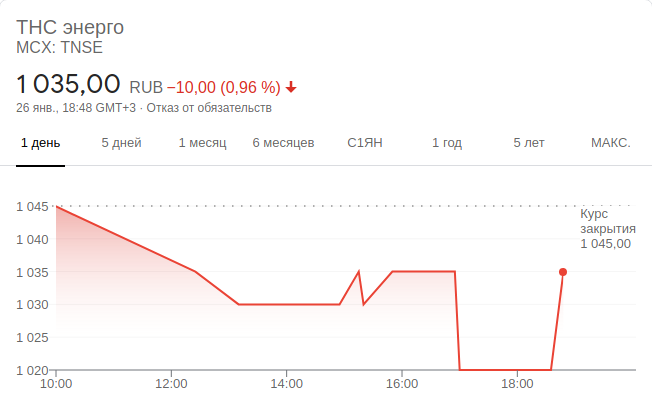 ТНС энерго
MCX: TNSE
1 035,00 RUB −10,00 (0,96 %)
26 янв., 18:48 GMT+3 · Отказ от обязательств
1 день 5 дней 1 месяц 6 месяцев С1ЯН 1 год 5 лет МАКС.
1 045
Курс
закрытия
1 045,00
1 040
1 035
1 030
1 025
1 020
10:00 12:00 14:00 16:00 18:00